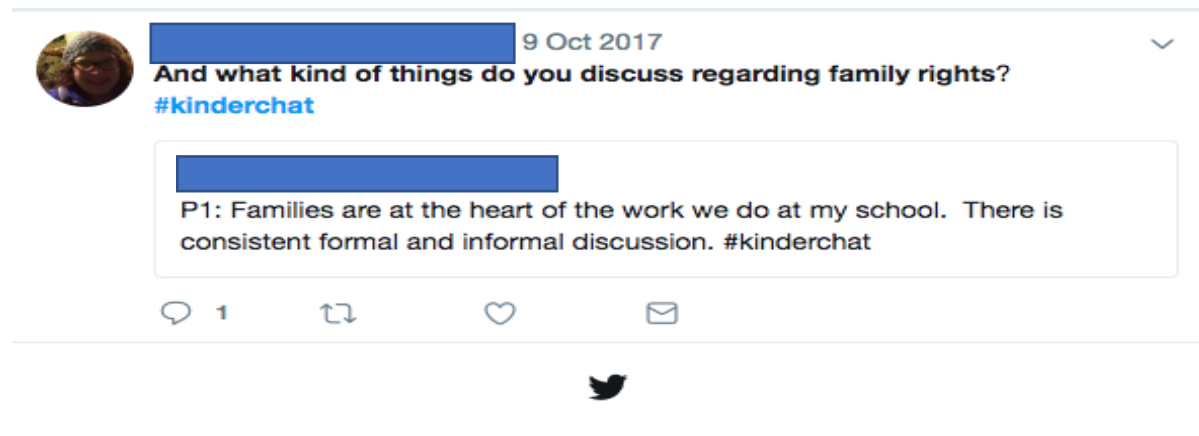 9 Oct 2017
And what kind of things do you discuss regarding family rights?
#kinderchat
P1: Families are at the heart of the work we do at my school.  There is
consistent formal and informal discussion. #kinderchat
1